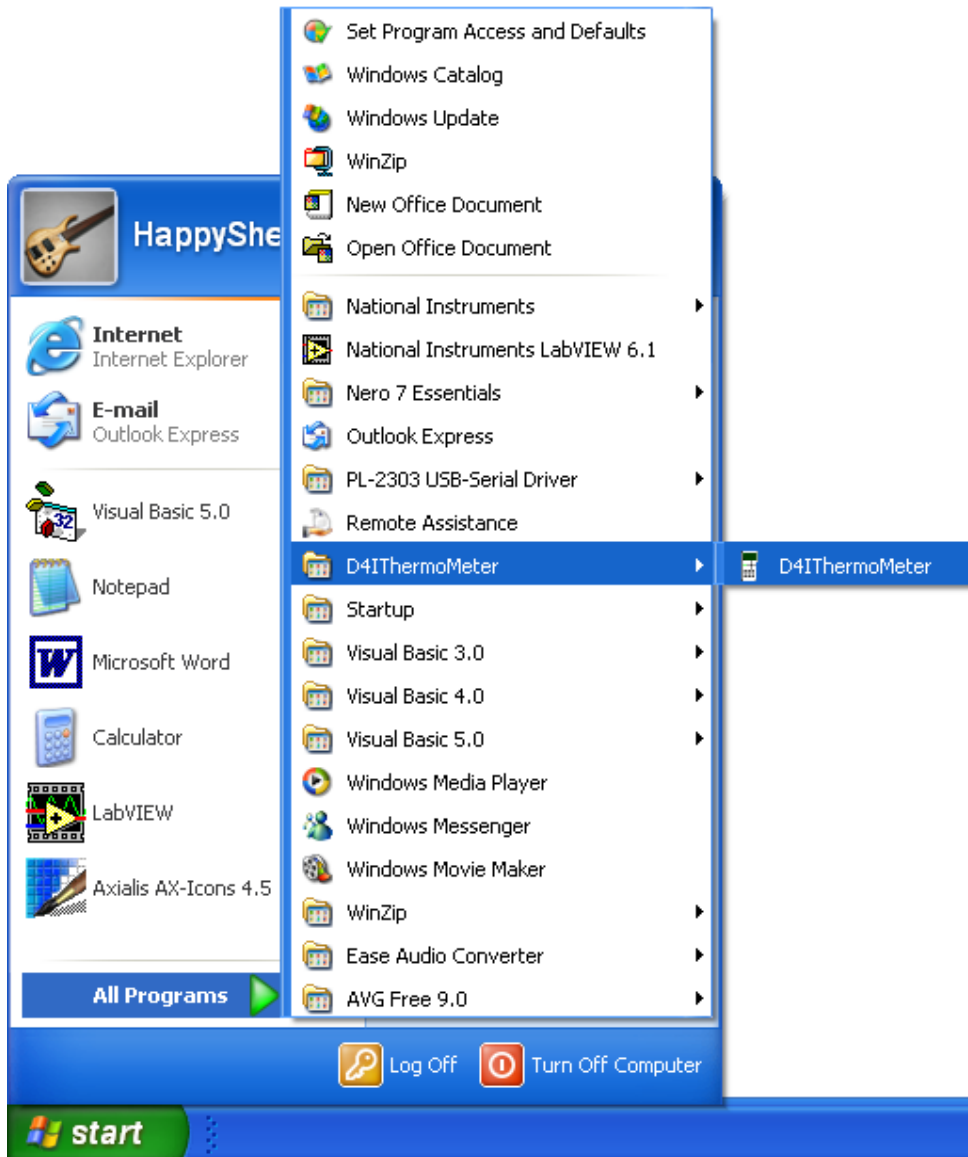 Set Program Access and Defaults
Windows Catalog
Windows Update
WinZip
New Office Document
Open Office Document
National Instruments
National Instruments LabVIEW 6.1
Nero 7 Essentials
Outlook Express
PL-2303 USB-Serial Driver
Remote Assistance
D4IThermoMeter
D4IThermoMeter
Startup
Visual Basic 3.0
Visual Basic 4.0
Visual Basic 5.0
Windows Media Player
Windows Messenger
Windows Movie Maker
WinZip
Ease Audio Converter
AVG Free 9.0
HappyShe
Internet
Internet Explorer
E-mail
Outlook Express
32
Visual Basic 5.0
Notepad
W
Microsoft Word
Calculator
LabVIEW
Axialis AX-Icons 4.5
All Programs
Log Off
Turn Off Computer
start